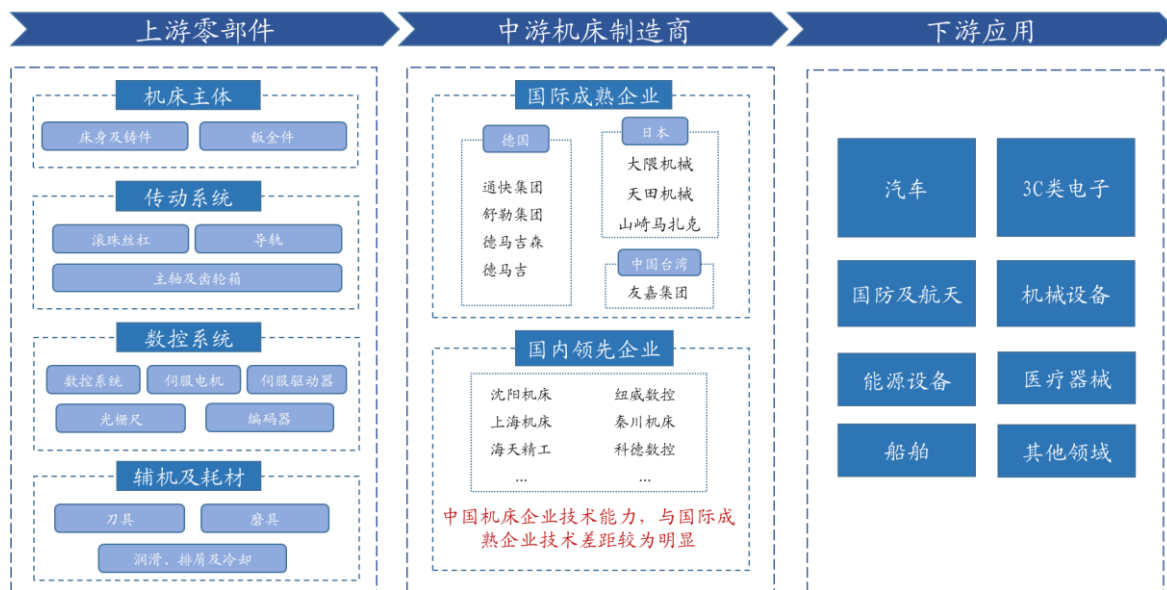 上游零部件
中游机床制造商
下游应用
机床主体
床身及铸件
钣金件
传动系统
滚珠丝杠
导轨
主轴及齿轮箱
数控系统
数控系统
伺服电机
伺服驱动器
光栅尺
编码器
辅机及耗材
刀具
磨具
润滑、排屑及冷却
国际成熟企业
德国
通快集团
舒勒集团
德马吉森
德马吉
日本
大隈机械
天田机械
山崎马扎克
中国台湾
友嘉集团
国内领先企业
沈阳机床
纽威数控
上海机床
秦川机床
海天精工
科德数控
...
...
中国机床企业技术能力，与国际成
熟企业技术差距较为明显
汽车
3C类电子
国防及航天
机械设备
能源设备
医疗器械
船舶
其他领域